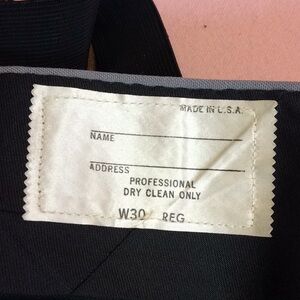 MADE IN U.S.A.
NAME
ADDRESS
PROFESSIONAL
DRY CLEAN ONLY
W30 REG